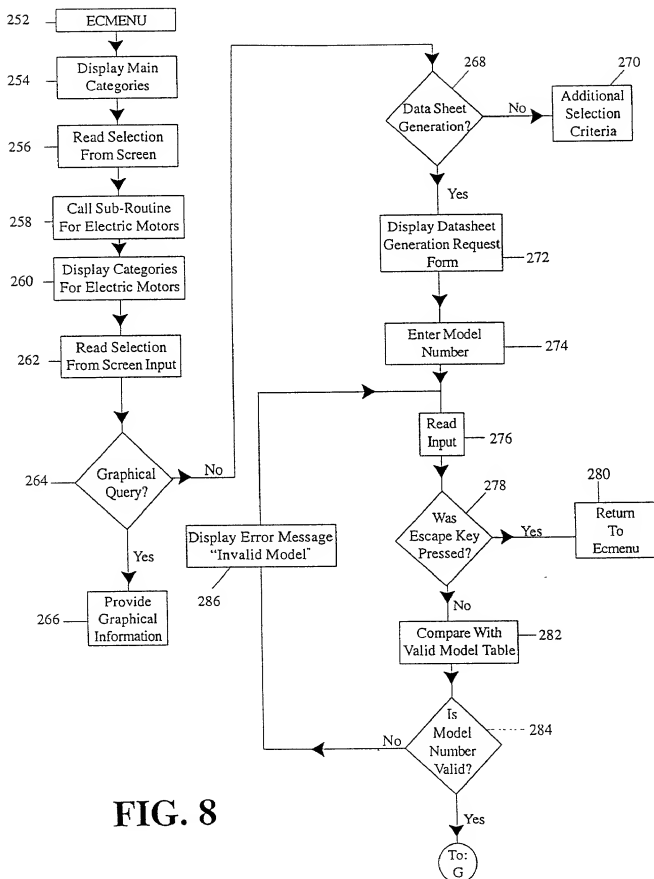 252
ECMENU
254
Display Main
Categories
256
Read Selection
From Screen
258
Call Sub-Routine
For Electric Motors
260
Display Categories
For Electric Motors
262
Read Selection
From Screen Input
264
Graphical
Query?
No
Yes
266
Provide
Graphical
Information
268
Data Sheet
Generation?
No
270
Additional
Selection
Criteria
Yes
Display Datasheet
Generation Request
Form
272
Enter Model
Number
274
Read
Input
276
278
Was
Escape Key
Pressed?
Yes
280
Return
To
Ecmenu
No
Compare With
Valid Model Table
282
Is
Model
Number
Valid?
284
No
Display Error Message
“Invalid Model”
286
Yes
To:
G
FIG. 8